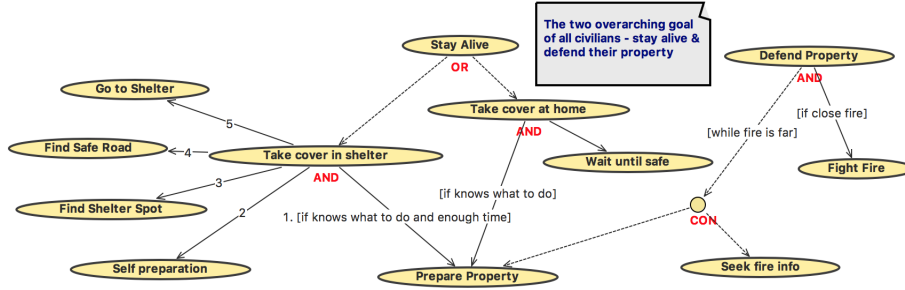 The two overarching goal
of all civilians - stay alive &
defend their property
Stay Alive
OR
Defend Property
AND
Go to Shelter
Take cover at home
AND
[if close fire]
5
[while fire is far]
Find Safe Road
4
Take cover in shelter
AND
Wait until safe
Fight Fire
3
[if knows what to do]
Find Shelter Spot
2
1. [if knows what to do and enough time]
CON
Self preparation
Prepare Property
Seek fire info